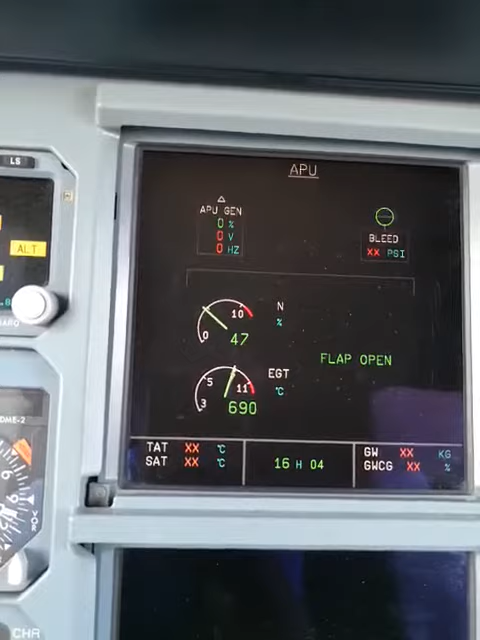 LS
ALT
APU
APU GEN
0 %
0 V
0 HZ
BLEED
XX PSI
10
0
N
%
47
FLAP OPEN
5
11
3
EGT
°C
690
TAT XX °C
SAT XX °C
16 H 04
GW XX KG
GWCG XX %
DME-2
VOR
CHR